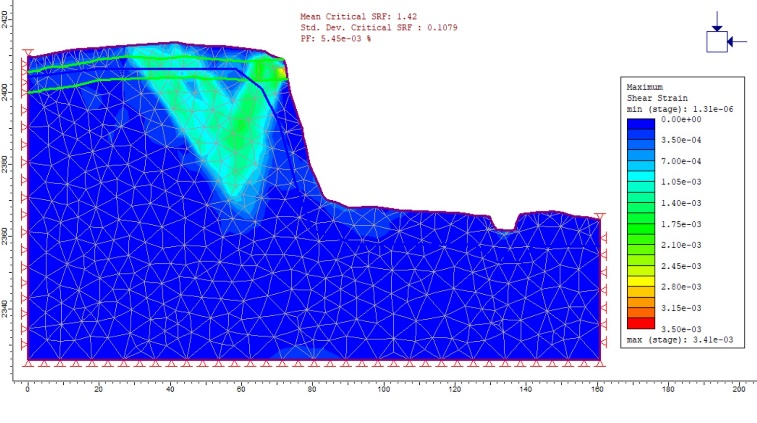 Mean Critical SRF: 1.42
Std. Dev. Critical SRF : 0.1079
PF: 5.45e-03 %
Maximum
Shear Strain
min (stage): 1.31e-06
0.00e+00
3.50e-04
7.00e-04
1.05e-03
1.40e-03
1.75e-03
2.10e-03
2.45e-03
2.80e-03
3.15e-03
3.50e-03
max (stage): 3.41e-03
2420
2400
2380
2360
2340
0 20 40 60 80 100 120 140 160 180 200